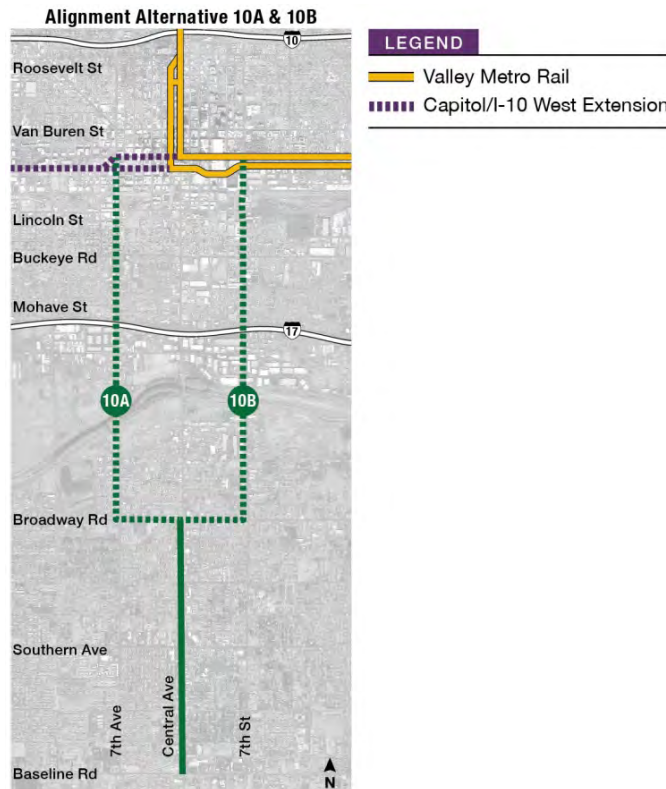 Alignment Alternative 10A & 10B
10
Roosevelt St
Van Buren St
Lincoln St
Buckeye Rd
Mohave St
17
10A
10B
Broadway Rd
Southern Ave
7th Ave
Central Ave
7th St
Baseline Rd
N
LEGEND
Valley Metro Rail
Capitol/I-10 West Extension